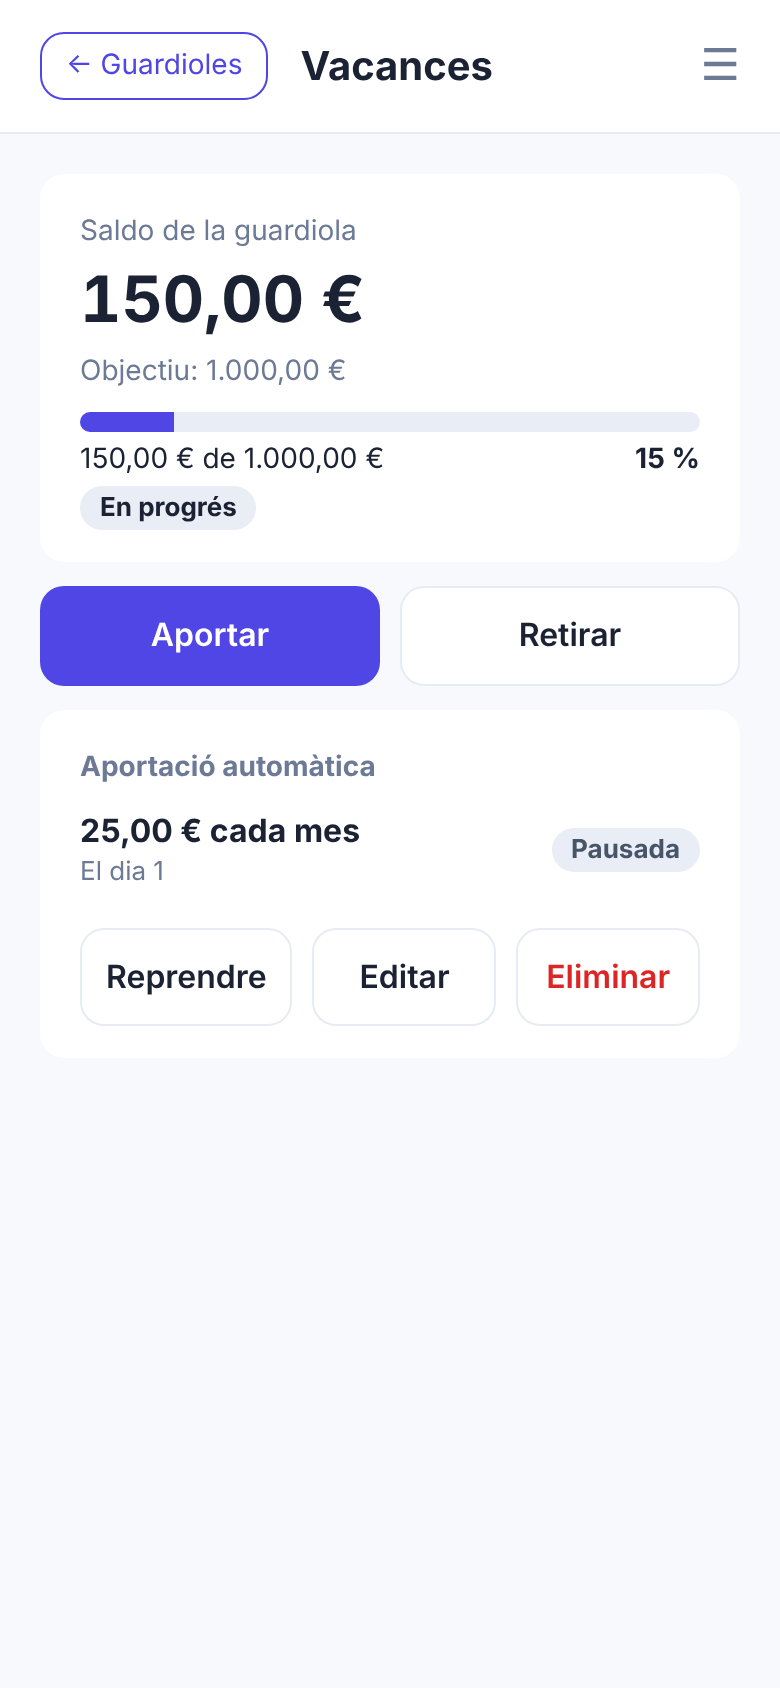 ← Guardioles
Vacances
Saldo de la guardiola
150,00 €
Objectiu: 1.000,00 €
150,00 € de 1.000,00 €
15 %
En progrés
Aportar
Retirar
Aportació automàtica
25,00 € cada mes
El dia 1
Pausada
Reprendre
Editar
Eliminar